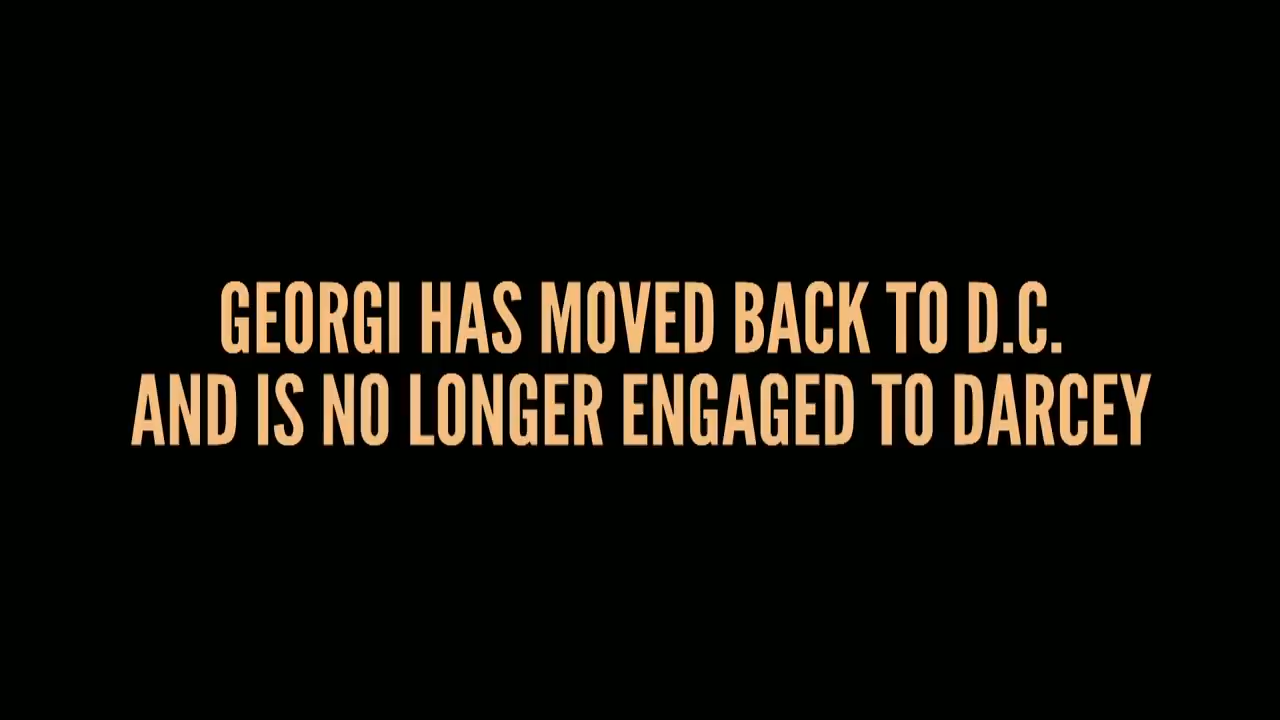 GEORGI HAS MOVED BACK TO D.C.
AND IS NO LONGER ENGAGED TO DARCEY